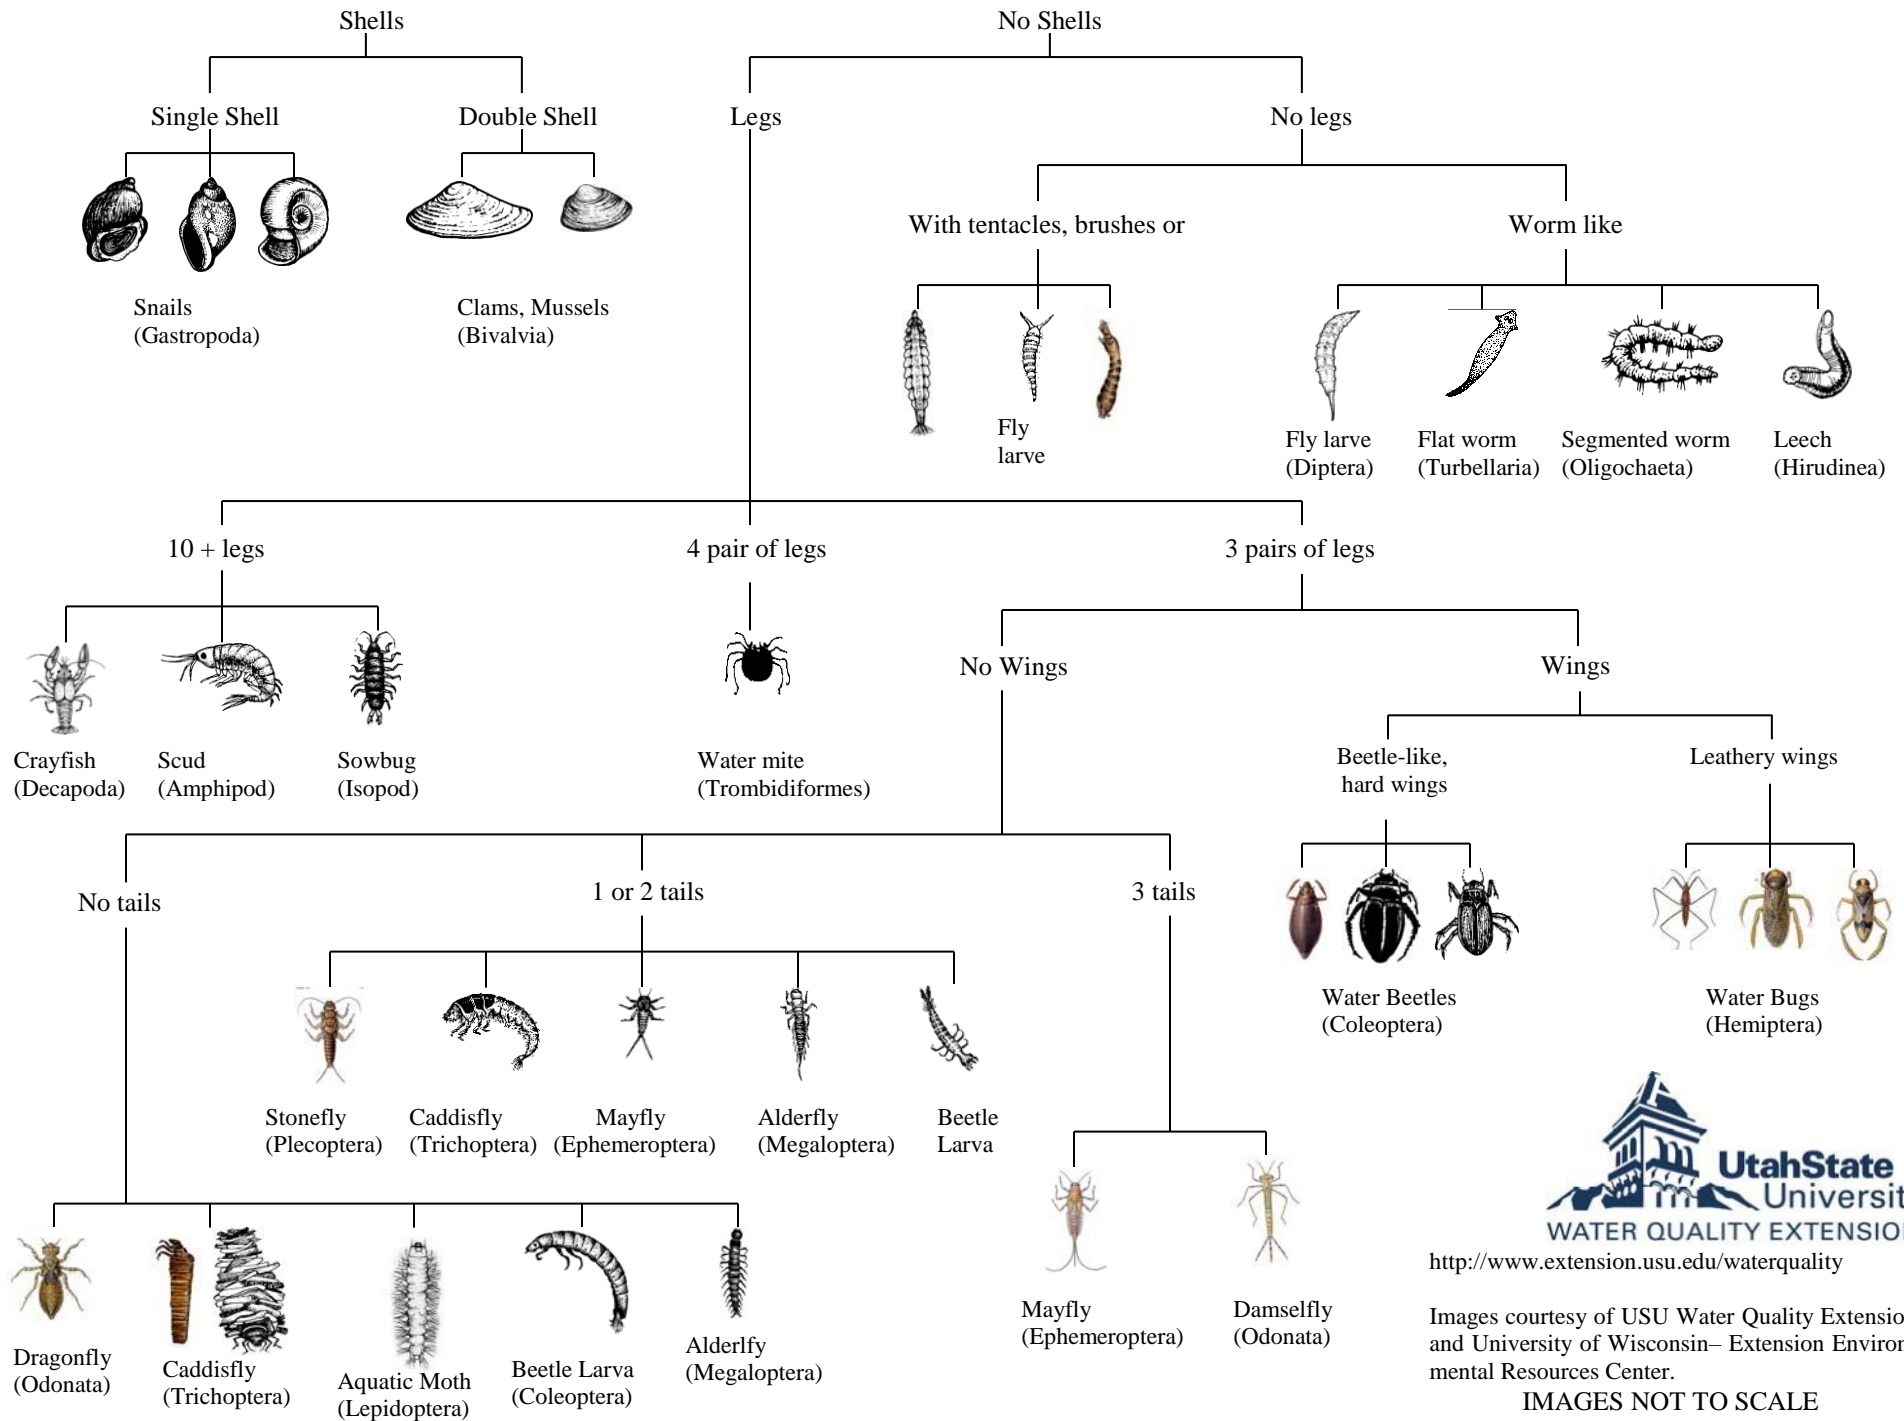 Shells
No Shells
Single Shell
Double Shell
Legs
No legs
With tentacles, brushes or
Worm like
Snails
(Gastropoda)
Clams, Mussels
(Bivalvia)
Fly
larve
Fly larve
(Diptera)
Flat worm
(Turbellaria)
Segmented worm
(Oligochaeta)
Leech
(Hirudinea)
10 + legs
4 pair of legs
3 pairs of legs
No Wings
Wings
Crayfish
(Decapoda)
Scud
(Amphipod)
Sowbug
(Isopod)
Water mite
(Trombidiformes)
Beetle-like,
hard wings
Leathery wings
No tails
1 or 2 tails
3 tails
Water Beetles
(Coleoptera)
Water Bugs
(Hemiptera)
Stonefly
(Plecoptera)
Caddisfly
(Trichoptera)
Mayfly
(Ephemeroptera)
Alderfly
(Megaloptera)
Beetle
Larva
Dragonfly
(Odonata)
Caddisfly
(Trichoptera)
Aquatic Moth
(Lepidoptera)
Beetle Larva
(Coleoptera)
Alderlfy
(Megaloptera)
Mayfly
(Ephemeroptera)
Damselfly
(Odonata)
UtahState
Universit
WATER QUALITY EXTENSIO
http://www.extension.usu.edu/waterquality
Images courtesy of USU Water Quality Extensio
and University of Wisconsin– Extension Environ
mental Resources Center.
IMAGES NOT TO SCALE